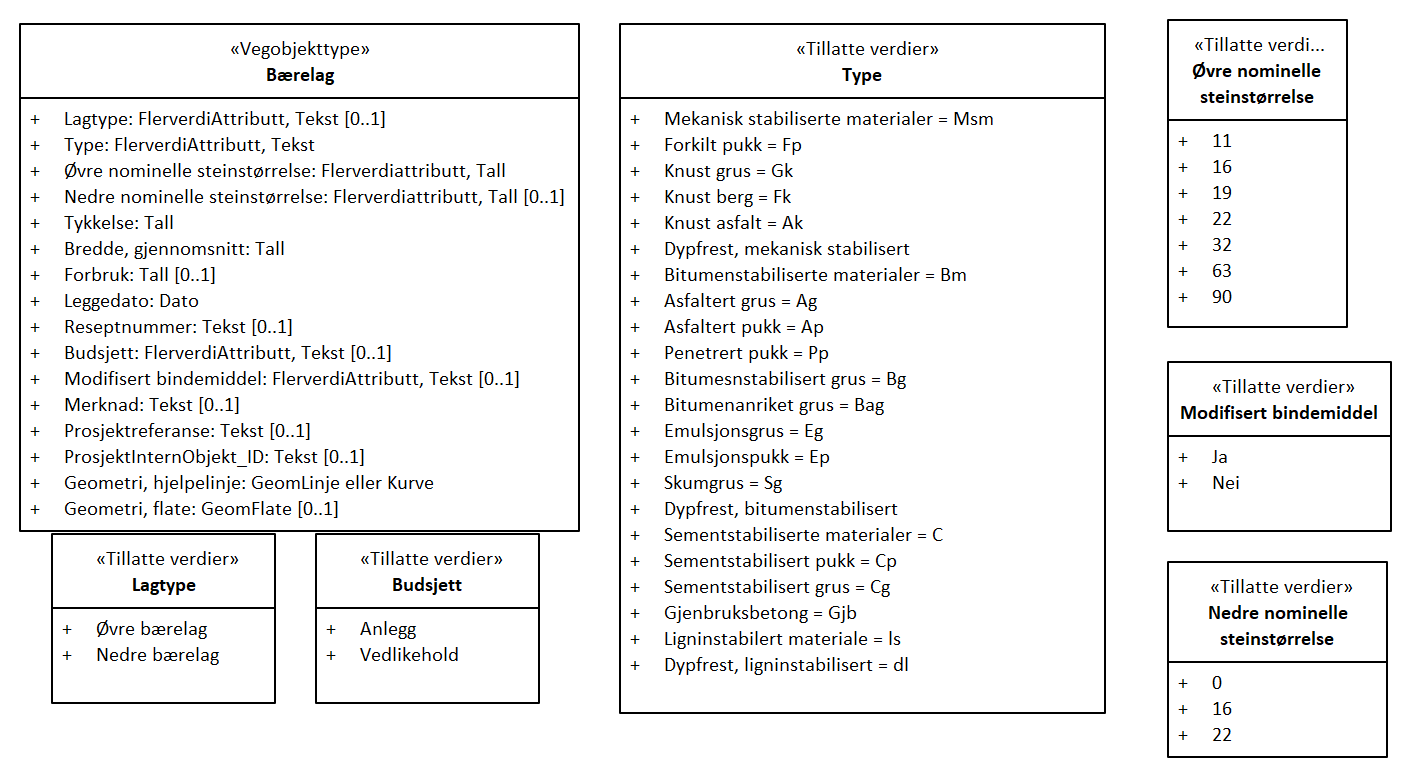 «Vegobjekttype»
Bærelag
+ Lagtype: FlerverdiAttributt, Tekst [0..1]
+ Type: FlerverdiAttributt, Tekst
+ Øvre nominelle steinstørrelse: Flerverdiattributt, Tall
+ Nedre nominelle steinstørrelse: Flerverdiattributt, Tall [0..1]
+ Tykkelse: Tall
+ Bredde, gjennomsnitt: Tall
+ Forbruk: Tall [0..1]
+ Leggedato: Dato
+ Reseptnummer: Tekst [0..1]
+ Budsjett: FlerverdiAttributt, Tekst [0..1]
+ Modifisert bindemiddel: FlerverdiAttributt, Tekst [0..1]
+ Merknad: Tekst [0..1]
+ Prosjektreferanse: Tekst [0..1]
+ ProsjektInternObjekt_ID: Tekst [0..1]
+ Geometri, hjelpelinje: GeomLinje eller Kurve
+ Geometri, flate: GeomFlate [0..1]
«Tillatte verdier»
Lagtype
+ Øvre bærelag
+ Nedre bærelag
«Tillatte verdier»
Budsjett
+ Anlegg
+ Vedlikehold
«Tillatte verdier»
Type
+ Mekanisk stabiliserte materialer = Msm
+ Forkilt pukk = Fp
+ Knust grus = Gk
+ Knust berg = Fk
+ Knust asfalt = Ak
+ Dypfrest, mekanisk stabilisert
+ Bitumenstabiliserte materialer = Bm
+ Asfaltert grus = Ag
+ Asfaltert pukk = Ap
+ Penetrert pukk = Pp
+ Bitumesnstabilisert grus = Bg
+ Bitumenanriket grus = Bag
+ Emulsjonsgrus = Eg
+ Emulsjonspukk = Ep
+ Skumgrus = Sg
+ Dypfrest, bitumenstabilisert
+ Sementstabiliserte materialer = C
+ Sementstabilisert pukk = Cp
+ Sementstabilisert grus = Cg
+ Gjenbruksbetong = Gjb
+ Ligninstabilert materiale = ls
+ Dypfrest, ligninstabilisert = dl
«Tillatte verdi...
Øvre nominelle
steinstørrelse
+ 11
+ 16
+ 19
+ 22
+ 32
+ 63
+ 90
«Tillatte verdier»
Modifisert bindemiddel
+ Ja
+ Nei
«Tillatte verdier»
Nedre nominelle
steinstørrelse
+ 0
+ 16
+ 22